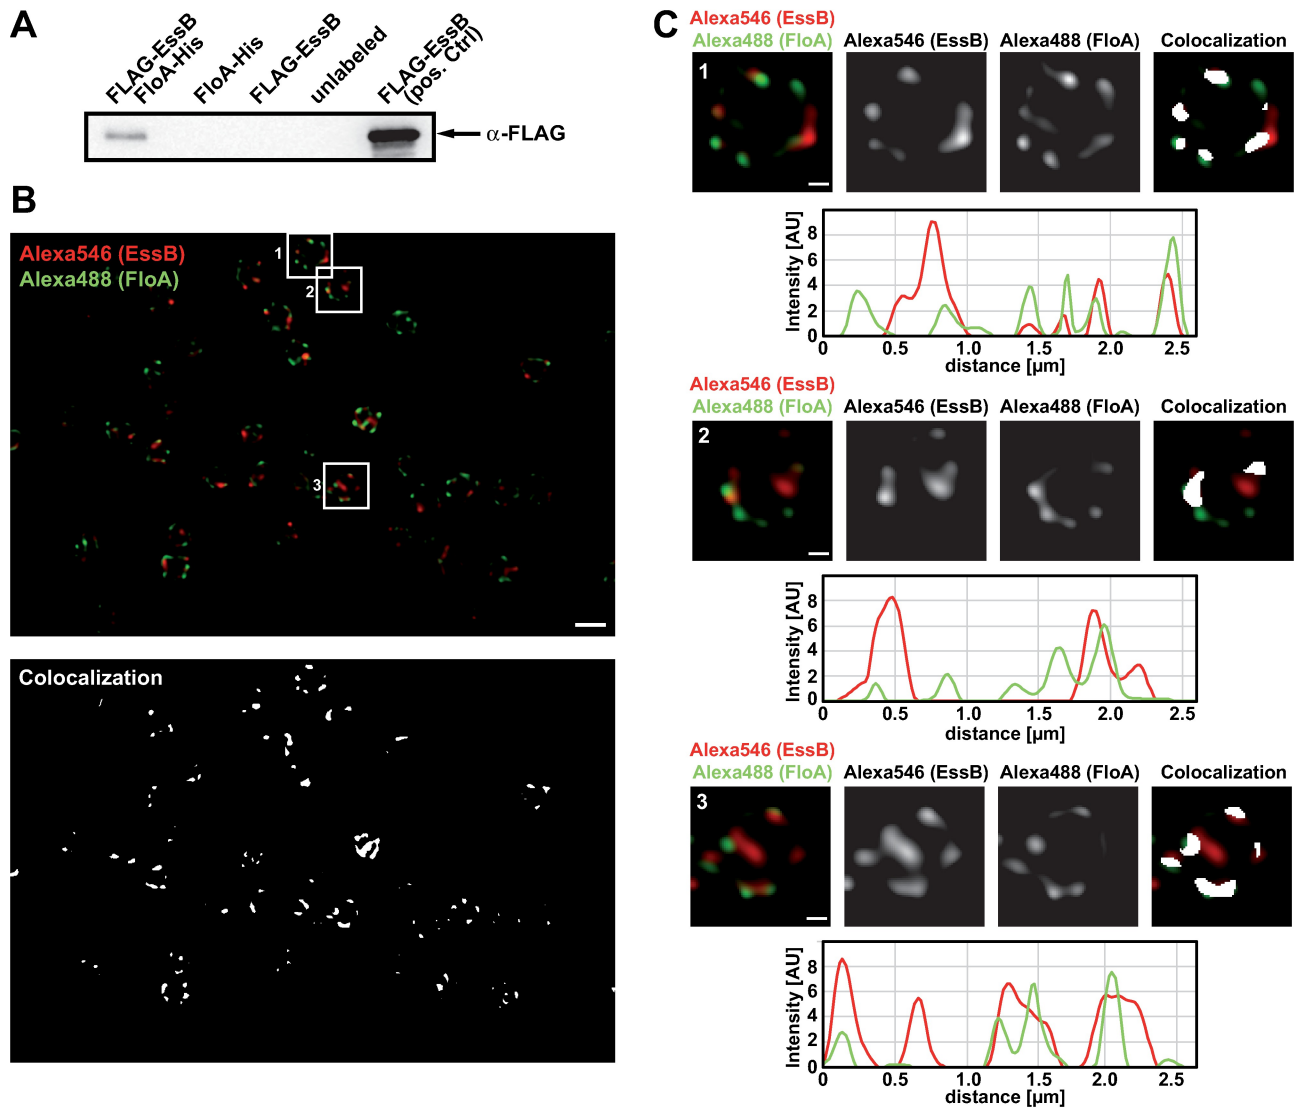 A
FLAG-EssB
FloA-His
FloA-His
FLAG-EssB
unlabeled
FLAG-EssB
(pos. Ctrl)
α-FLAG
B
Alexa546 (EssB)
Alexa488 (FloA)
1
2
3
Colocalization
C
Alexa546 (EssB)
Alexa488 (FloA) Alexa546 (EssB) Alexa488 (FloA) Colocalization
1
Intensity [AU]
8
6
4
2
0
0 0.5 1.0 1.5 2.0 2.5
distance [µm]
Alexa546 (EssB)
Alexa488 (FloA) Alexa546 (EssB) Alexa488 (FloA) Colocalization
2
Intensity [AU]
8
6
4
2
0
0 0.5 1.0 1.5 2.0 2.5
distance [µm]
Alexa546 (EssB)
Alexa488 (FloA) Alexa546 (EssB) Alexa488 (FloA) Colocalization
3
Intensity [AU]
8
6
4
2
0
0 0.5 1.0 1.5 2.0 2.5
distance [µm]